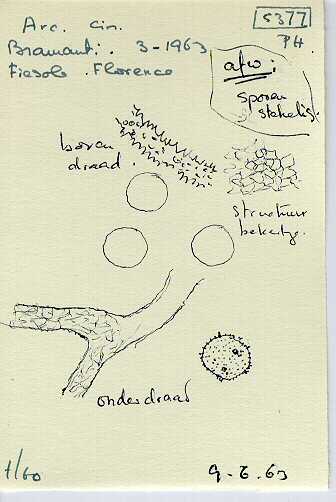 Arc. cin.
5377
Bramanti. 3-1963
PH.
Fiesole. Florence
afw:
sporen
stekelig.
boven
draad.
structuur
bekertje.
onderdraad
1/60
9-6.63